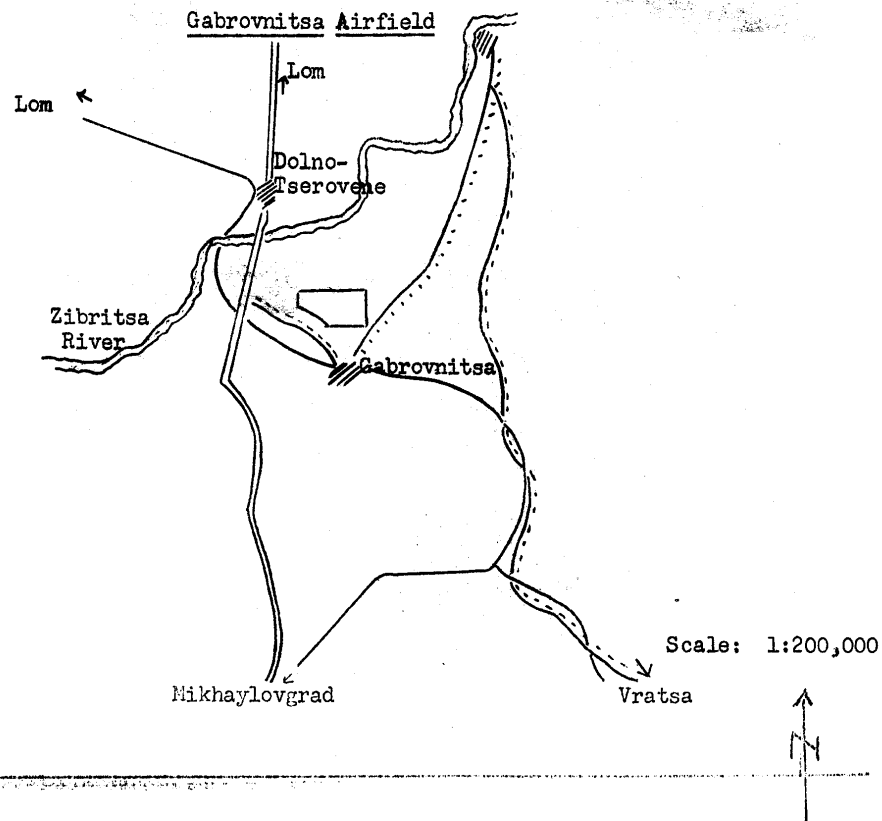 Gabrovnitsa Airfield
Lom
Lom
Dolno-
Tserovene
Zibritsa
River
Gabrovnitsa
Scale: 1:200,000
Mikhaylovgrad
Vratsa
N